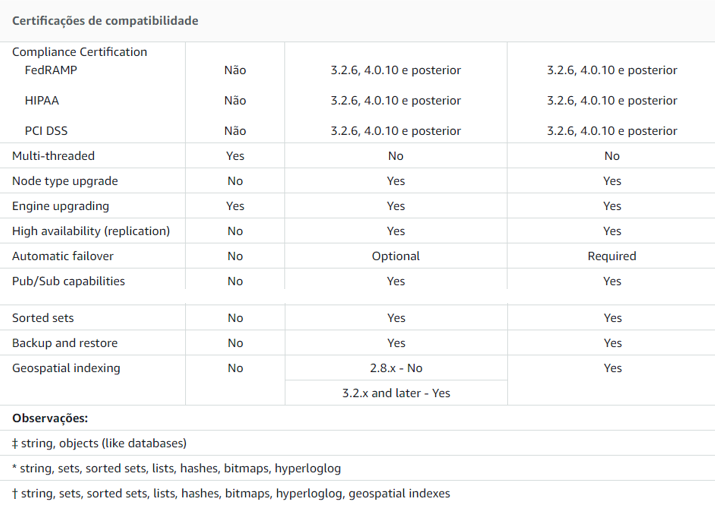 Certificações de compatibilidade
Compliance Certification
FedRAMP Não 3.2.6, 4.0.10 e posterior 3.2.6, 4.0.10 e posterior
HIPAA Não 3.2.6, 4.0.10 e posterior 3.2.6, 4.0.10 e posterior
PCI DSS Não 3.2.6, 4.0.10 e posterior 3.2.6, 4.0.10 e posterior
Multi-threaded Yes No No
Node type upgrade No Yes Yes
Engine upgrading Yes Yes Yes
High availability (replication) No Yes Yes
Automatic failover No Optional Required
Pub/Sub capabilities No Yes Yes
Sorted sets No Yes Yes
Backup and restore No Yes Yes
Geospatial indexing No 2.8.x - No Yes
3.2.x and later - Yes
Observações:
‡ string, objects (like databases)
* string, sets, sorted sets, lists, hashes, bitmaps, hyperloglog
† string, sets, sorted sets, lists, hashes, bitmaps, hyperloglog, geospatial indexes